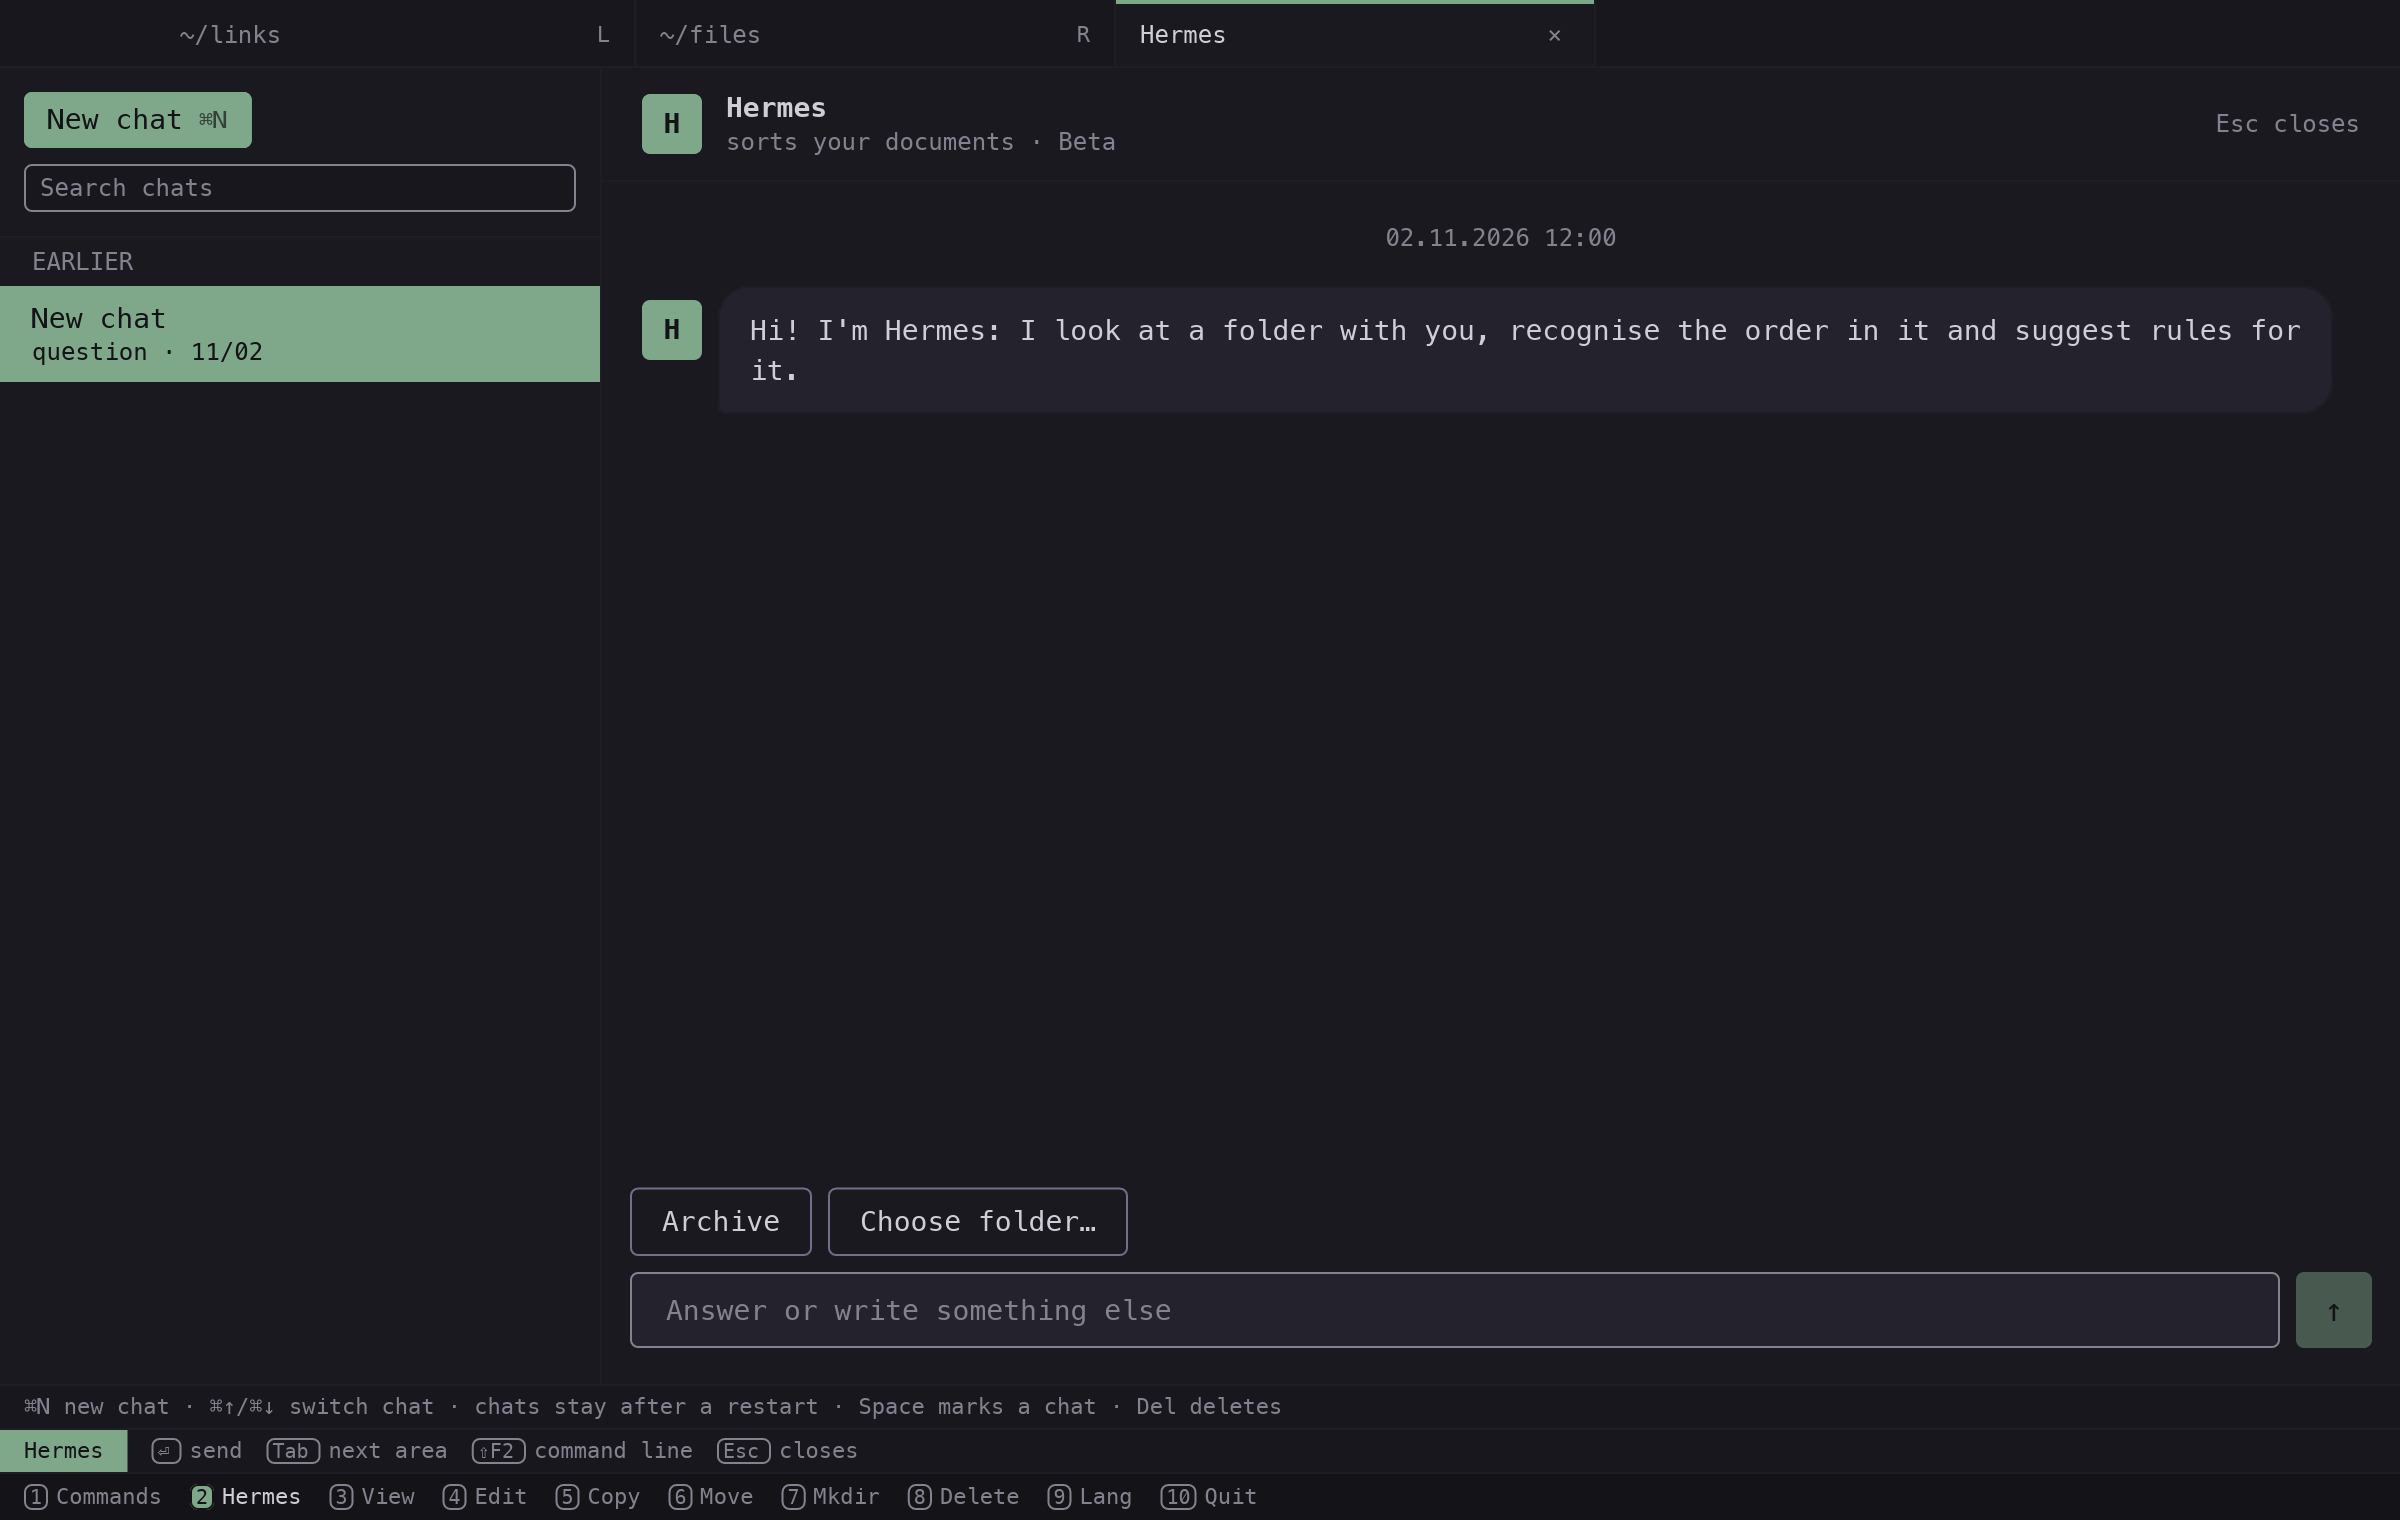 ~/links L ~/files R Hermes ×
New chat ⌘N
Search chats
EARLIER
New chat
question · 11/02
H Hermes
sorts your documents · Beta
Esc closes
02.11.2026 12:00
H
Hi! I'm Hermes: I look at a folder with you, recognise the order in it and suggest rules for
it.
Archive Choose folder…
Answer or write something else ↑
⌘N new chat · ⌘↑/⌘↓ switch chat · chats stay after a restart · Space marks a chat · Del deletes
Hermes ⏎ send Tab next area ⇧F2 command line Esc closes
1 Commands 2 Hermes 3 View 4 Edit 5 Copy 6 Move 7 Mkdir 8 Delete 9 Lang 10 Quit